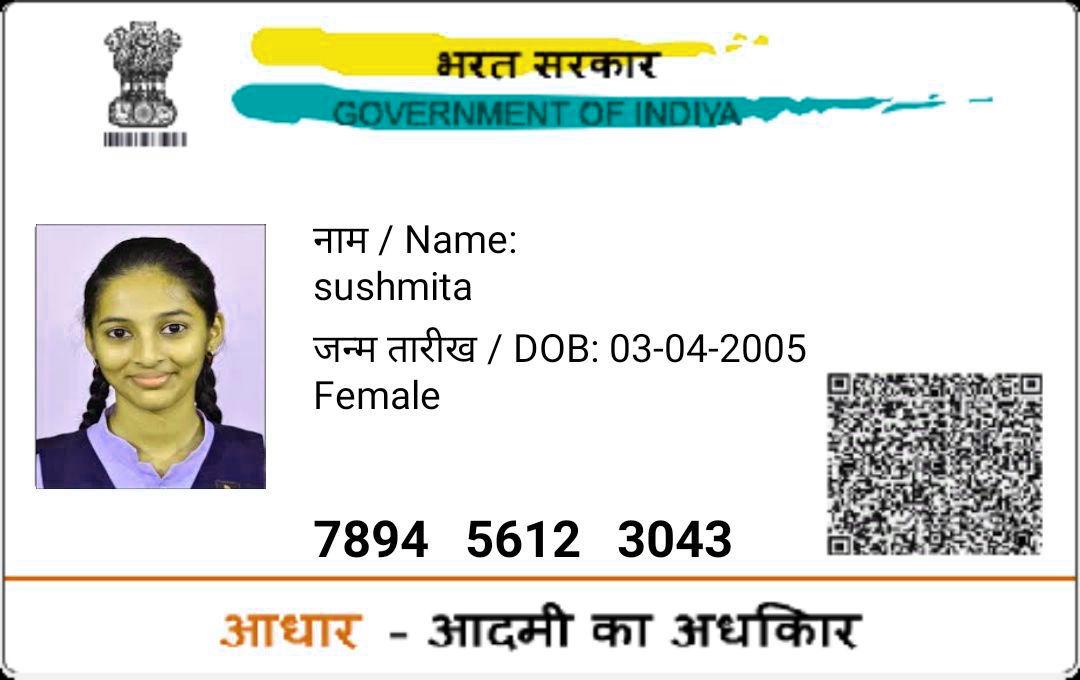 भरत सरकार
GOVERNMENT OF INDIYA
नाम / Name:
sushmita
जन्म तारीख / DOB: 03-04-2005
Female
7894 5612 3043
आधार - आदमी का अधकिार